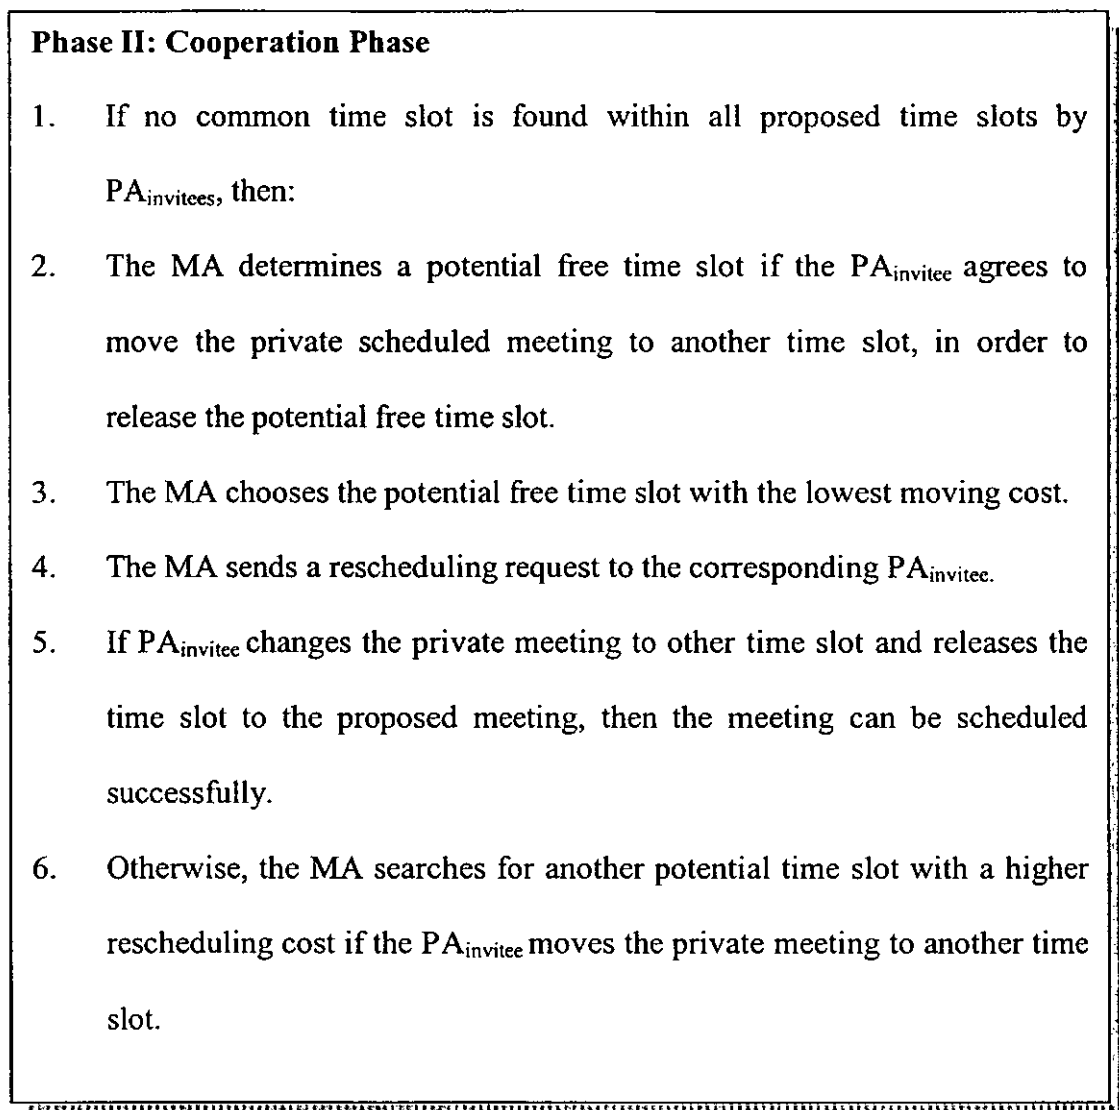 Phase II: Cooperation Phase
1. If no common time slot is found within all proposed time slots by
PAinvitees, then:
2. The MA determines a potential free time slot if the PAinvitee agrees to
move the private scheduled meeting to another time slot, in order to
release the potential free time slot.
3. The MA chooses the potential free time slot with the lowest moving cost.
4. The MA sends a rescheduling request to the corresponding PAinvitee.
5. If PAinvitee changes the private meeting to other time slot and releases the
time slot to the proposed meeting, then the meeting can be scheduled
successfully.
6. Otherwise, the MA searches for another potential time slot with a higher
rescheduling cost if the PAinvitee moves the private meeting to another time
slot.